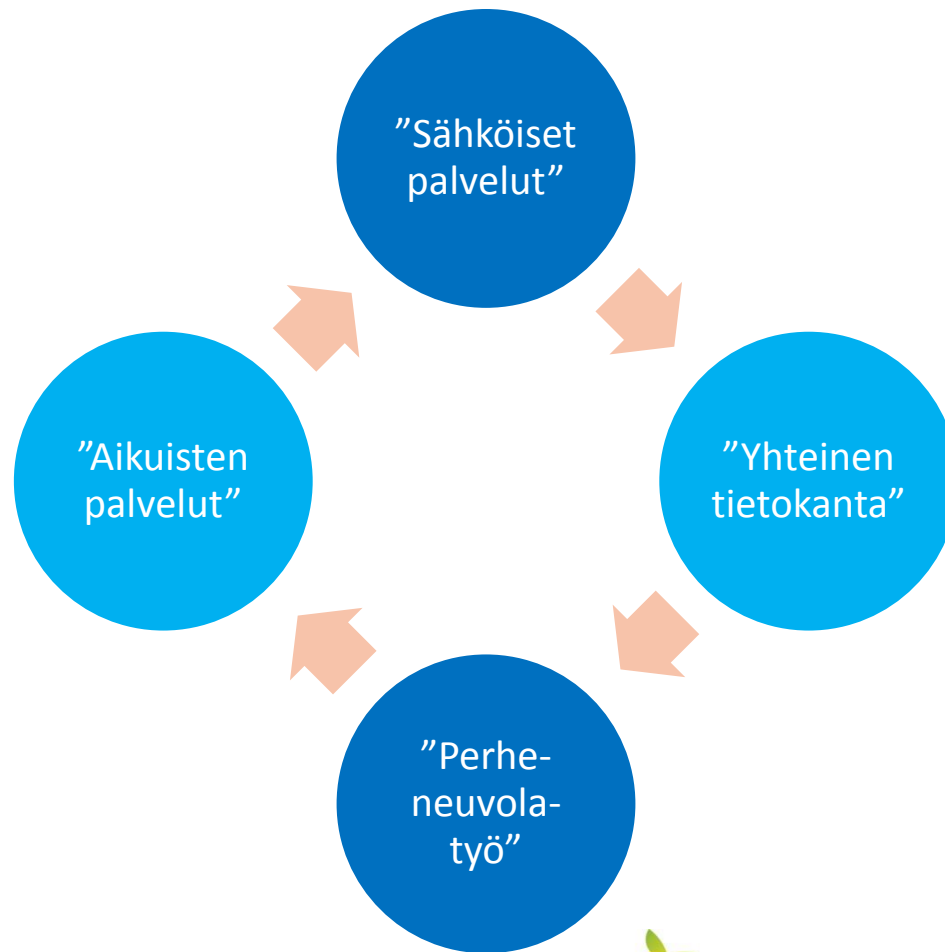 ”Sähköiset
palvelut”
”Yhteinen
tietokanta”
”Perhe-
neuvola-
työ”
”Aikuisten
palvelut”